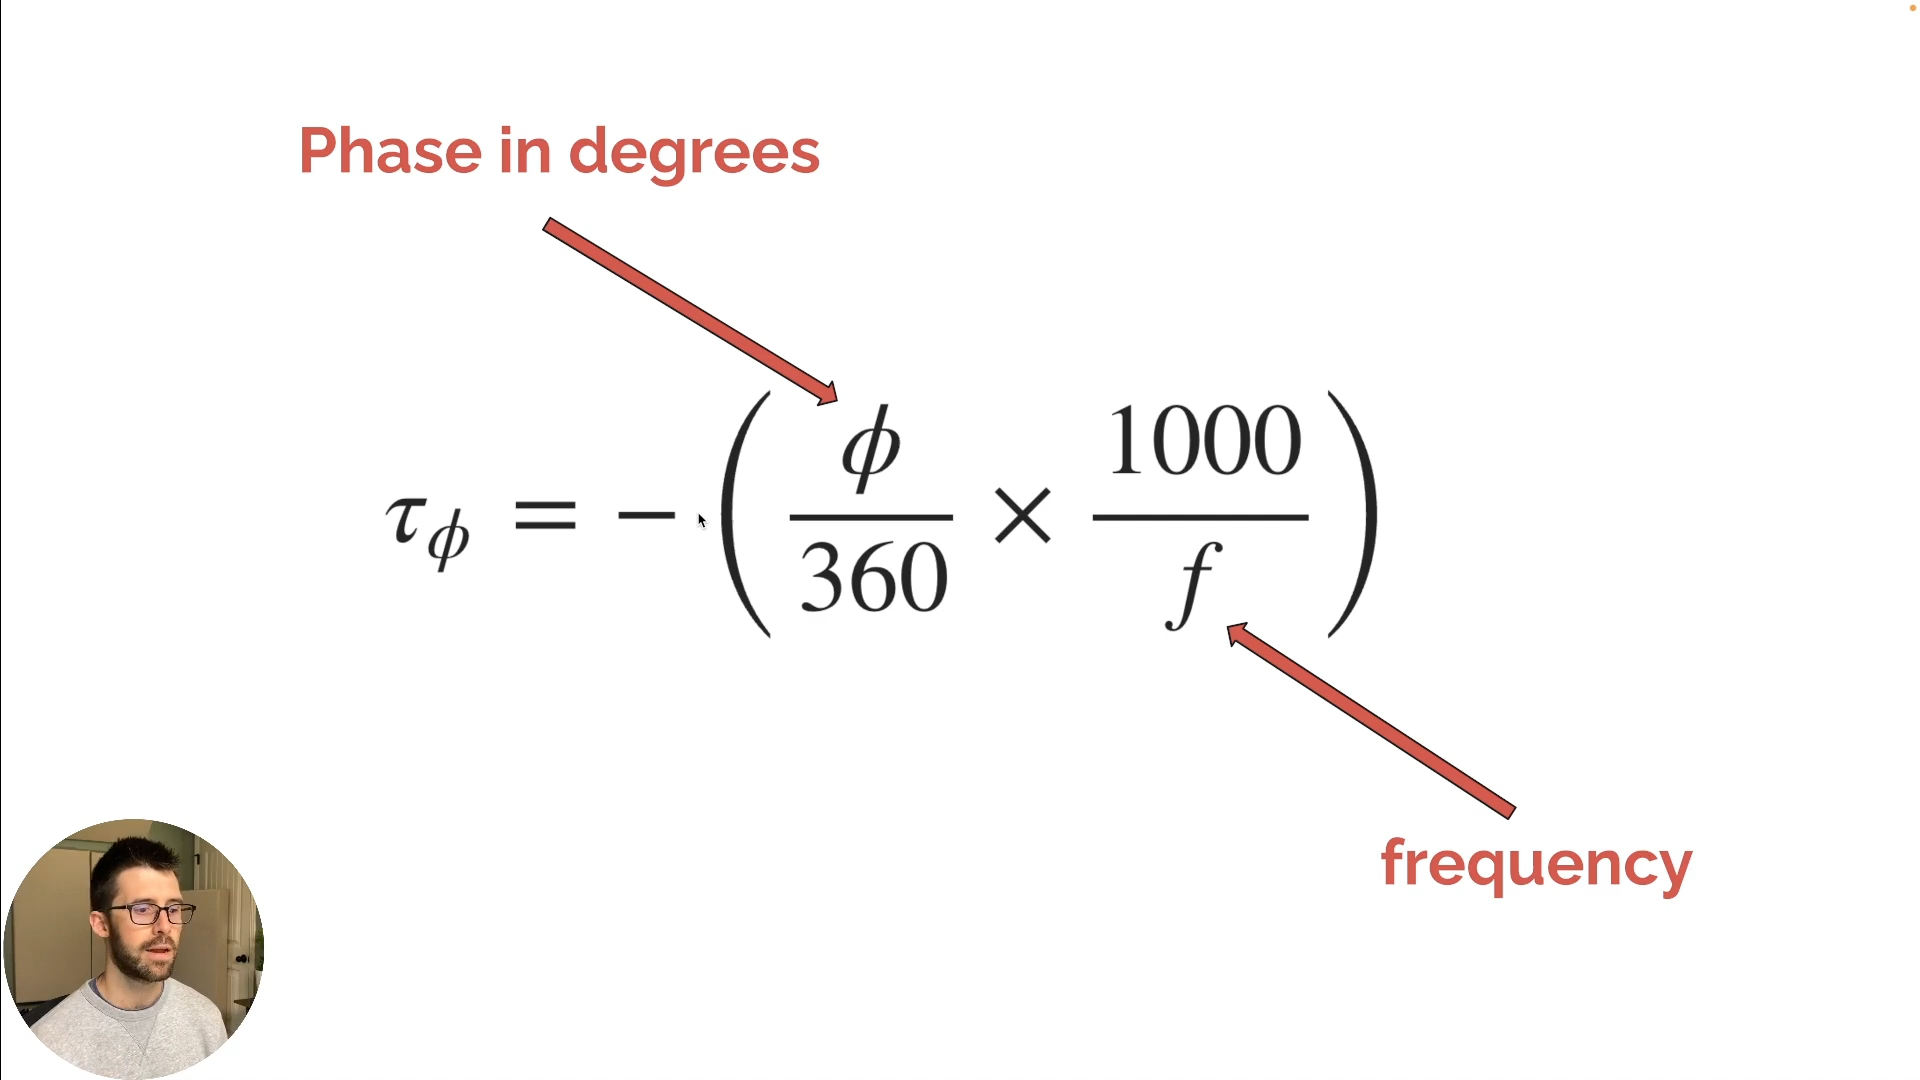 Phase in degrees
τ_ϕ = − ( ϕ/360 × 1000/f )
frequency